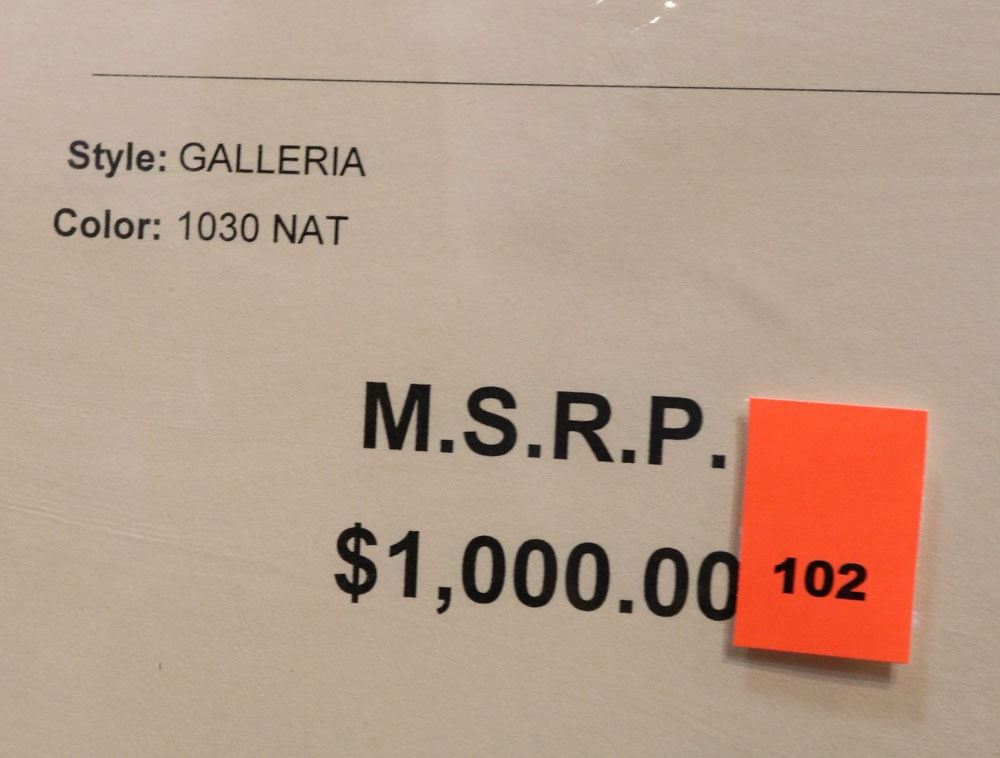 Style: GALLERIA
Color: 1030 NAT
M.S.R.P.
$1,000.00
102